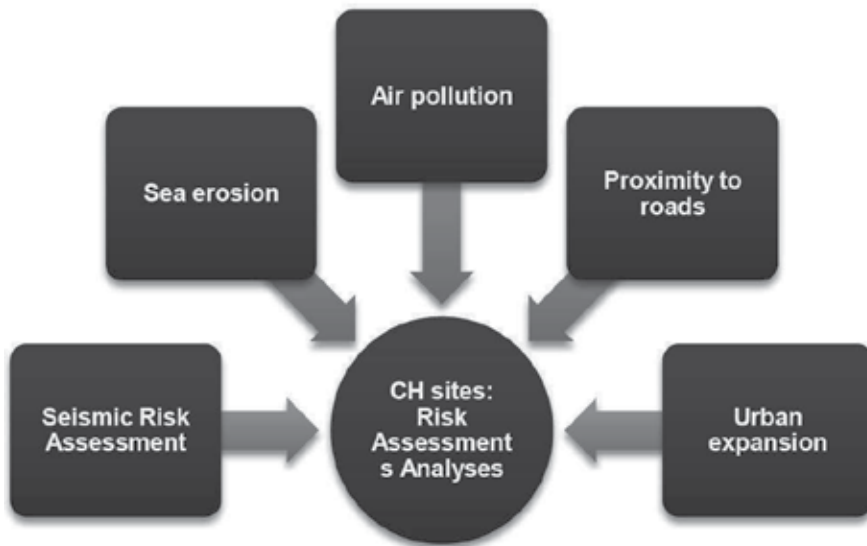 Air pollution
Sea erosion
Proximity to
roads
Seismic Risk
Assessment
CH sites:
Risk
Assessment
s Analyses
Urban
expansion